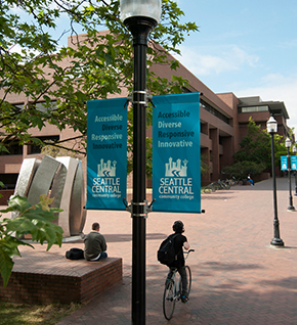 Accessible
Diverse
Responsive
Innovative
SEATTLE
CENTRAL
community college
Accessible
Diverse
Responsive
Innovative
SEATTLE
CENTRAL
community college